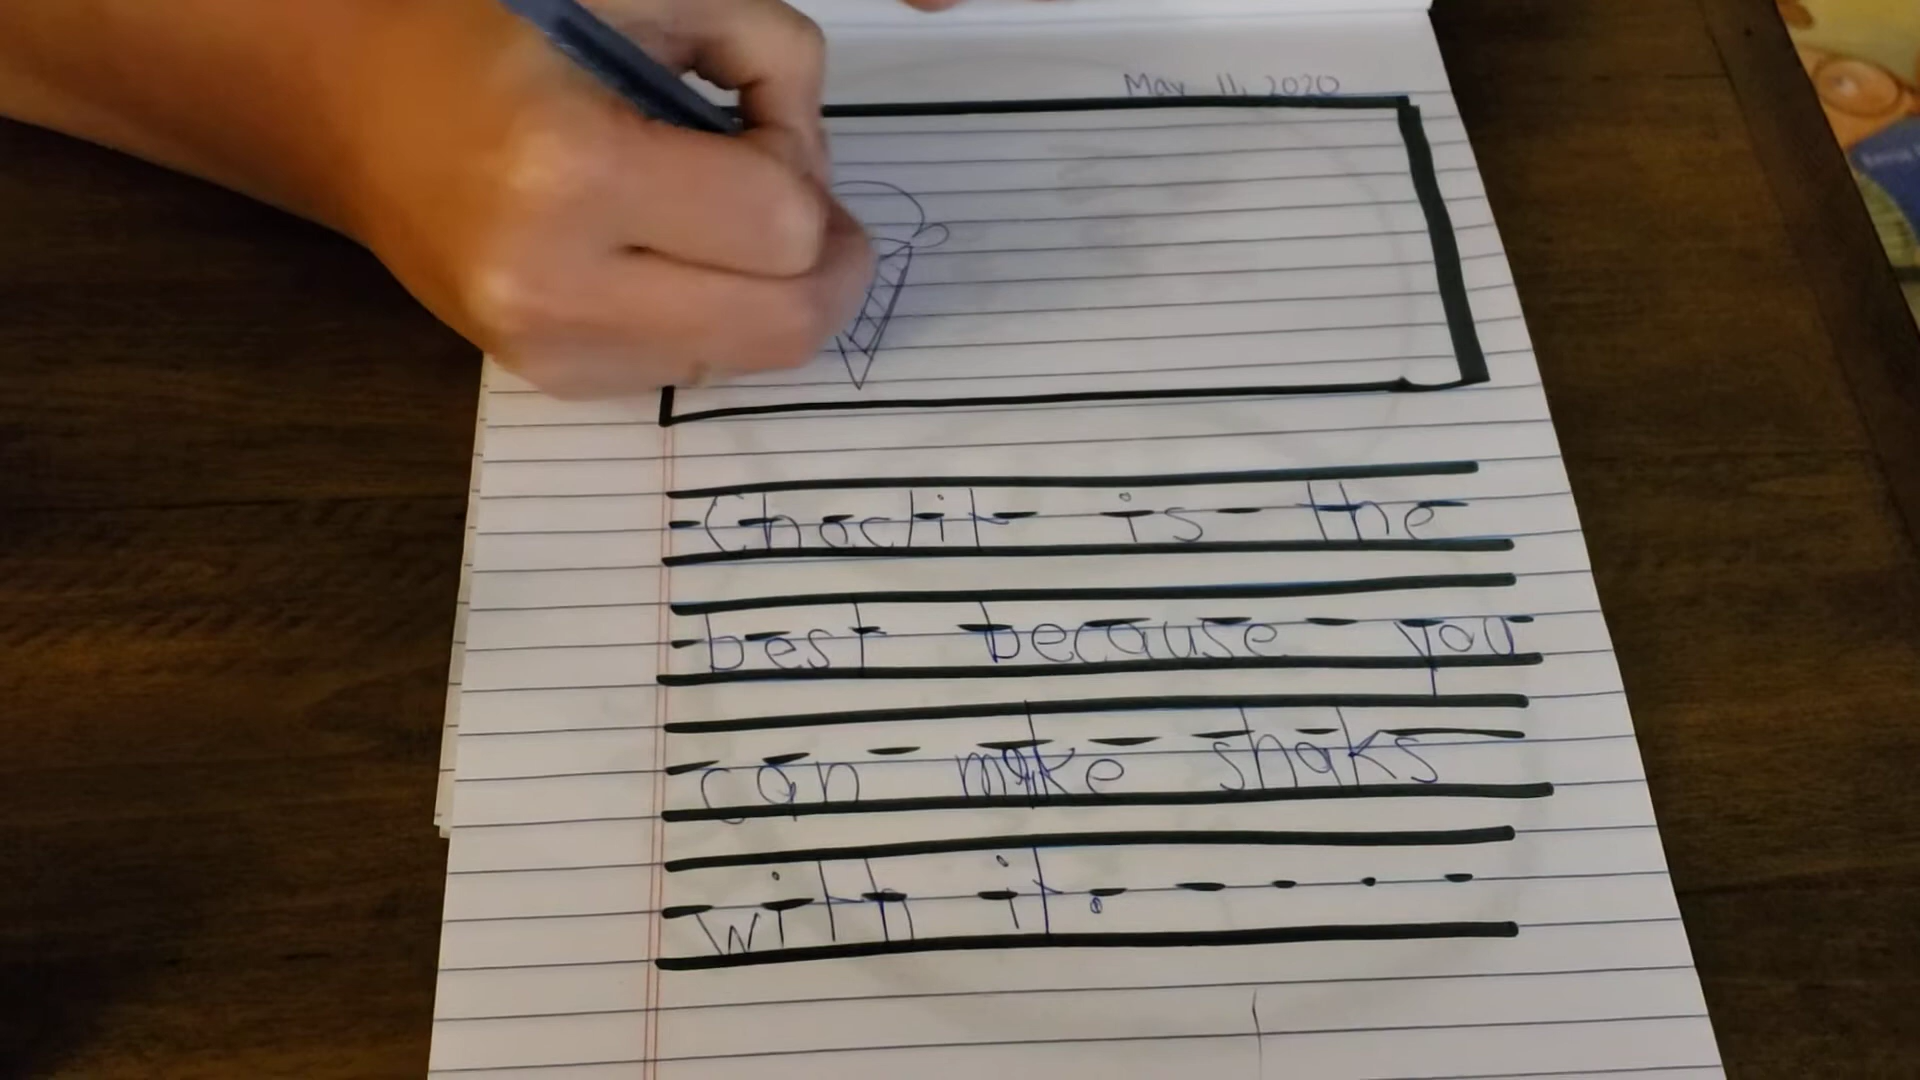 May 11, 2020
Choclit is the
best because you
can make shaks
with it.